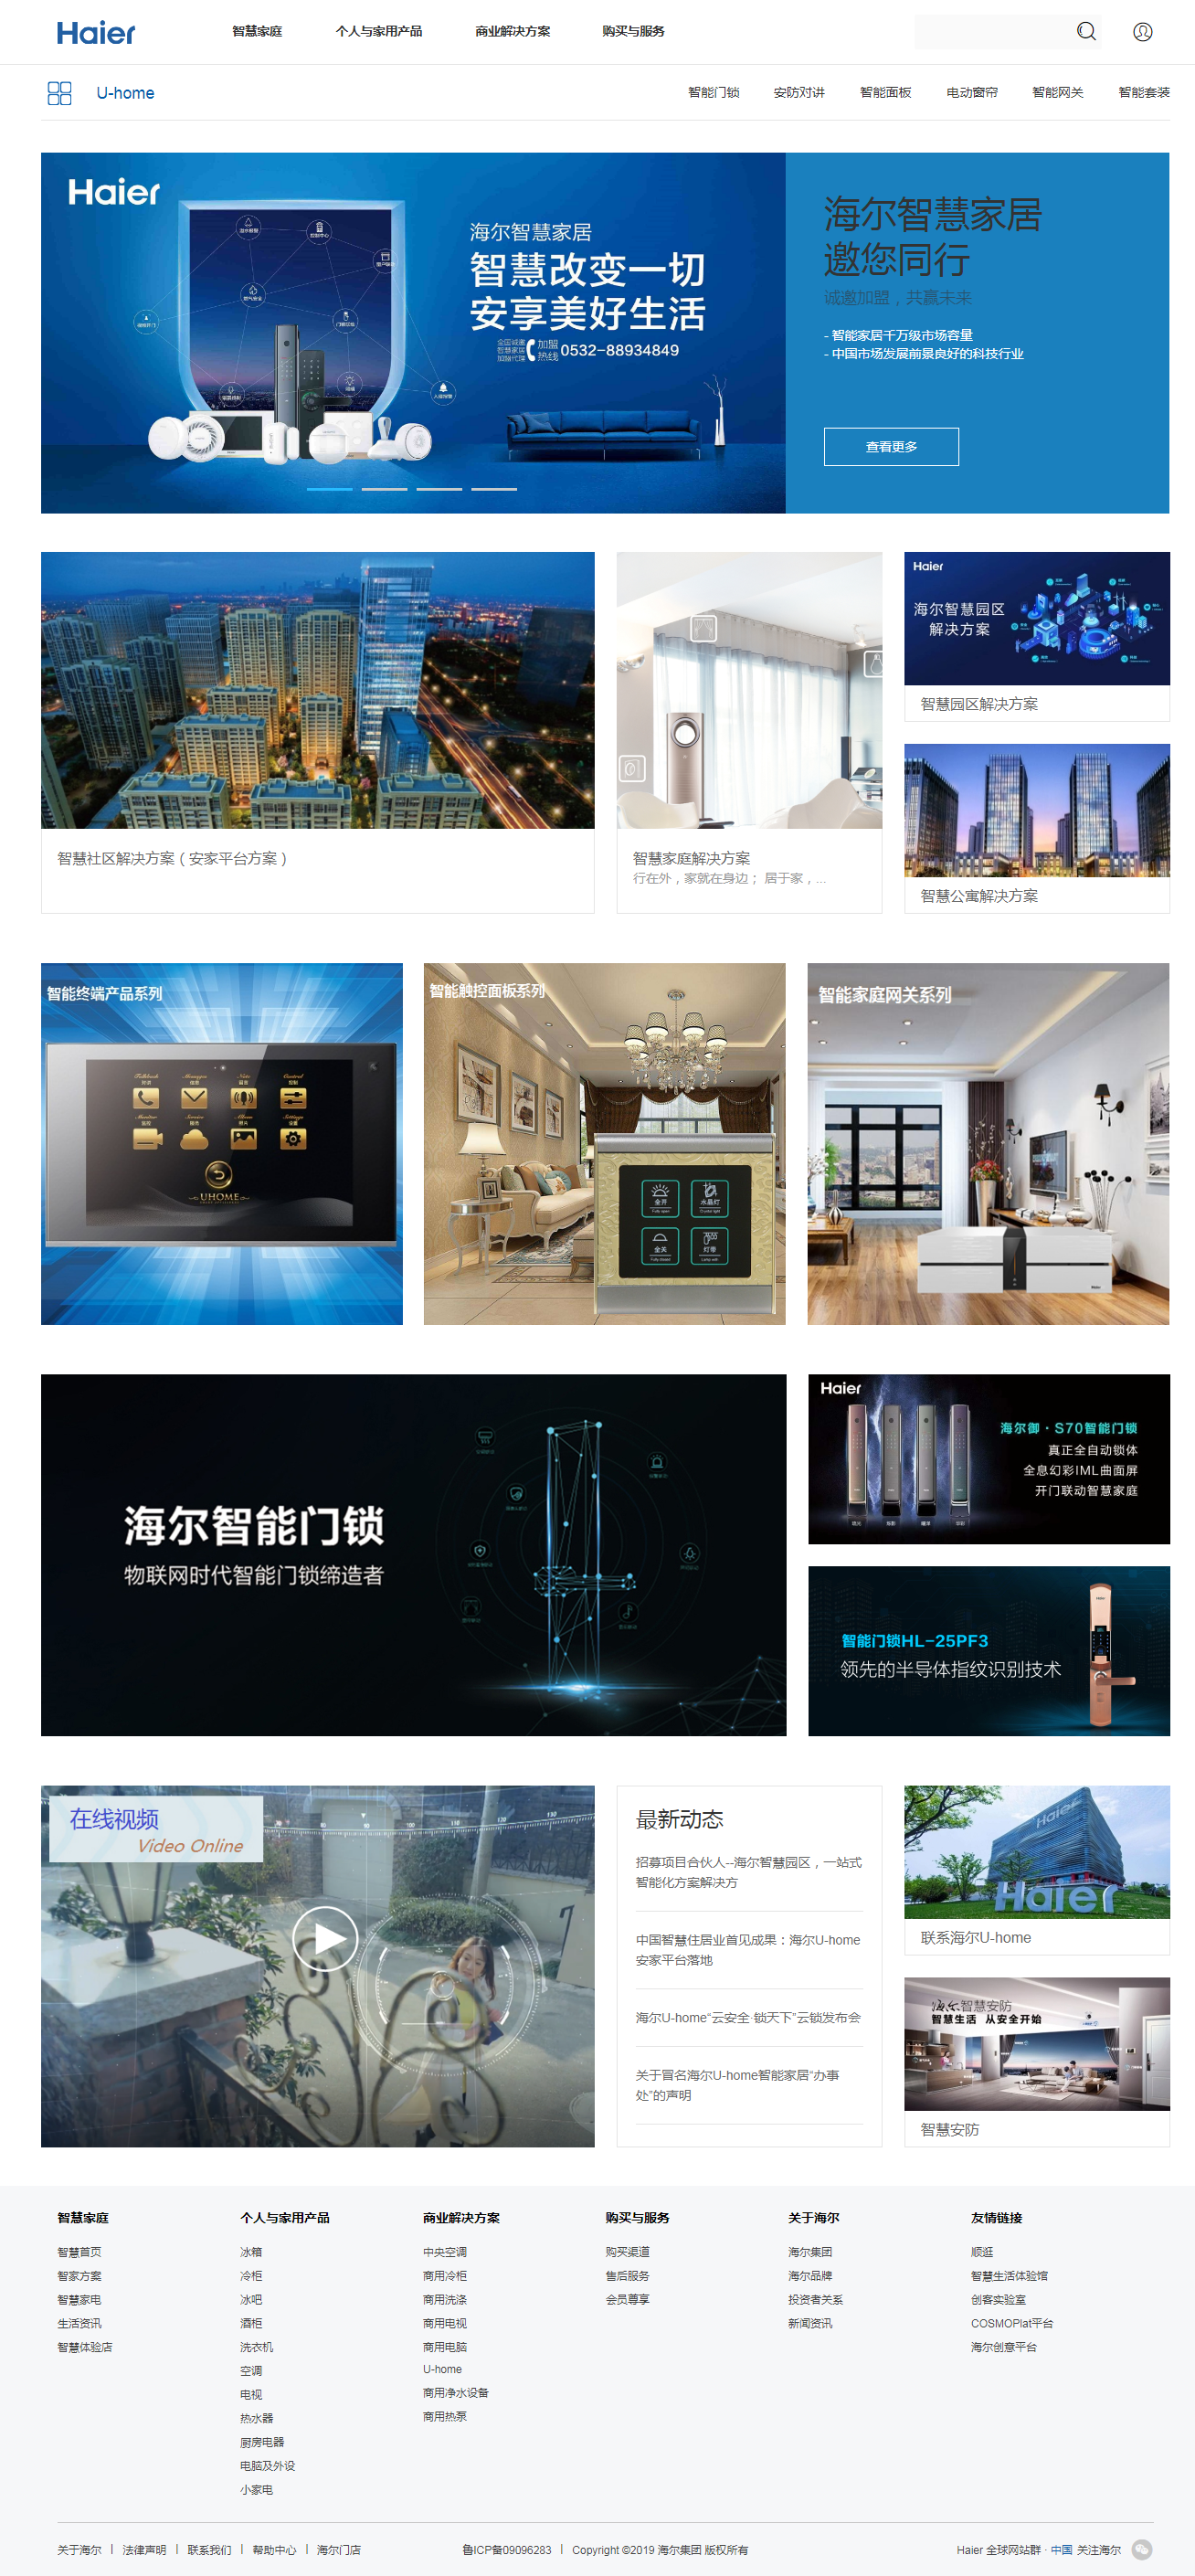 Haier
智慧家庭
个人与家用产品
商业解决方案
购买与服务
U-home
智能门锁
安防对讲
智能面板
电动窗帘
智能网关
智能套装
Haier
海尔智慧家居
智慧改变一切
安享美好生活
全国诚邀
智慧家居
加盟代理
加盟
热线
0532-88934849
海尔智慧家居
邀您同行
诚邀加盟，共赢未来
- 智能家居千万级市场容量
- 中国市场发展前景良好的科技行业
查看更多
智慧社区解决方案（安家平台方案）
智慧家庭解决方案
行在外，家就在身边； 居于家，...
Haier
海尔智慧园区
解决方案
智慧园区解决方案
智慧公寓解决方案
智能终端产品系列
UHOME
智能触控面板系列
全开
水晶灯
全关
灯带
智能家庭网关系列
海尔智能门锁
物联网时代智能门锁缔造者
Haier
海尔御·S70智能门锁
真正全自动锁体
全息幻彩IML曲面屏
开门联动智慧家庭
智能门锁HL-25PF3
领先的半导体指纹识别技术
在线视频
Video Online
最新动态
招募项目合伙人--海尔智慧园区，一站式
智能化方案解决方
中国智慧住居业首见成果：海尔U-home
安家平台落地
海尔U-home“云安全·锁天下”云锁发布会
关于冒名海尔U-home智能家居“办事
处”的声明
Haier
Haier
联系海尔U-home
海尔智慧安防
智慧生活 从安全开始
智慧安防
智慧家庭
智慧首页
智家方案
智慧家电
生活资讯
智慧体验店
个人与家用产品
冰箱
冷柜
冰吧
酒柜
洗衣机
空调
电视
热水器
厨房电器
电脑及外设
小家电
商业解决方案
中央空调
商用冷柜
商用洗涤
商用电视
商用电脑
U-home
商用净水设备
商用热泵
购买与服务
购买渠道
售后服务
会员尊享
关于海尔
海尔集团
海尔品牌
投资者关系
新闻资讯
友情链接
顺逛
智慧生活体验馆
创客实验室
COSMOPlat平台
海尔创意平台
关于海尔 | 法律声明 | 联系我们 | 帮助中心 | 海尔门店
鲁ICP备09096283 | Copyright ©2019 海尔集团 版权所有
Haier 全球网站群 · 中国 关注海尔